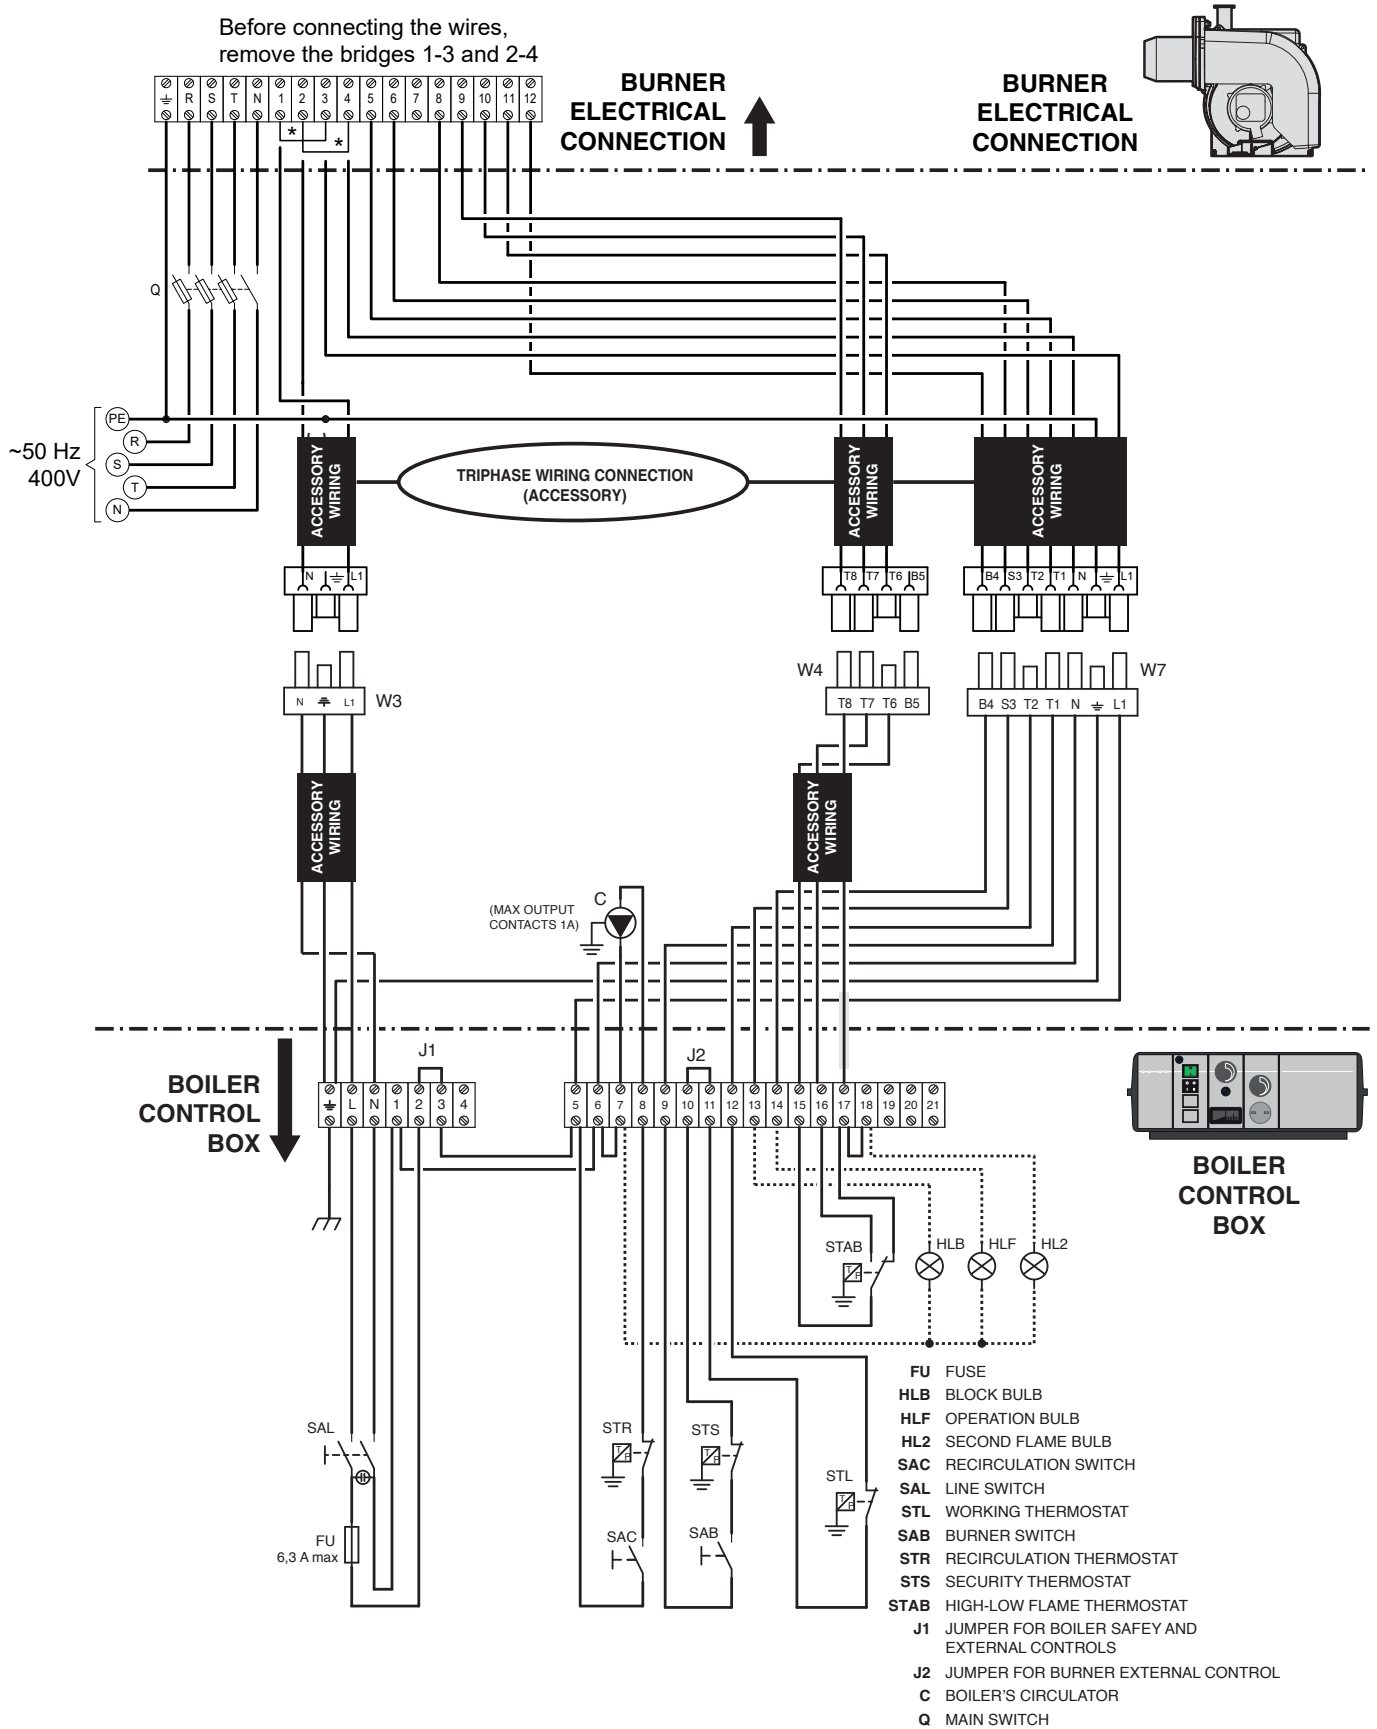 Before connecting the wires,
remove the bridges 1-3 and 2-4
R S T N 1 2 3 4 5 6 7 8 9 10 11 12
* *
BURNER
ELECTRICAL
CONNECTION
BURNER
ELECTRICAL
CONNECTION
Q
~50 Hz
400V
PE
R
S
T
N
ACCESSORY
WIRING
TRIPHASE WIRING CONNECTION
(ACCESSORY)
ACCESSORY
WIRING
ACCESSORY
WIRING
N L1
T8 T7 T6 B5
B4 S3 T2 T1 N L1
W3
N L1
W4
T8 T7 T6 B5
W7
B4 S3 T2 T1 N L1
ACCESSORY
WIRING
ACCESSORY
WIRING
C
(MAX OUTPUT
CONTACTS 1A)
BOILER
CONTROL
BOX
J1
L N 1 2 3 4
J2
5 6 7 8 9 10 11 12 13 14 15 16 17 18 19 20 21
BOILER
CONTROL
BOX
STAB
T P
HLB
HLF
HL2
SAL
FU
6,3 A max
STR
T P
SAC
STS
T P
SAB
STL
T P
FU FUSE
HLB BLOCK BULB
HLF OPERATION BULB
HL2 SECOND FLAME BULB
SAC RECIRCULATION SWITCH
SAL LINE SWITCH
STL WORKING THERMOSTAT
SAB BURNER SWITCH
STR RECIRCULATION THERMOSTAT
STS SECURITY THERMOSTAT
STAB HIGH-LOW FLAME THERMOSTAT
J1 JUMPER FOR BOILER SAFEY AND
EXTERNAL CONTROLS
J2 JUMPER FOR BURNER EXTERNAL CONTROL
C BOILER'S CIRCULATOR
Q MAIN SWITCH